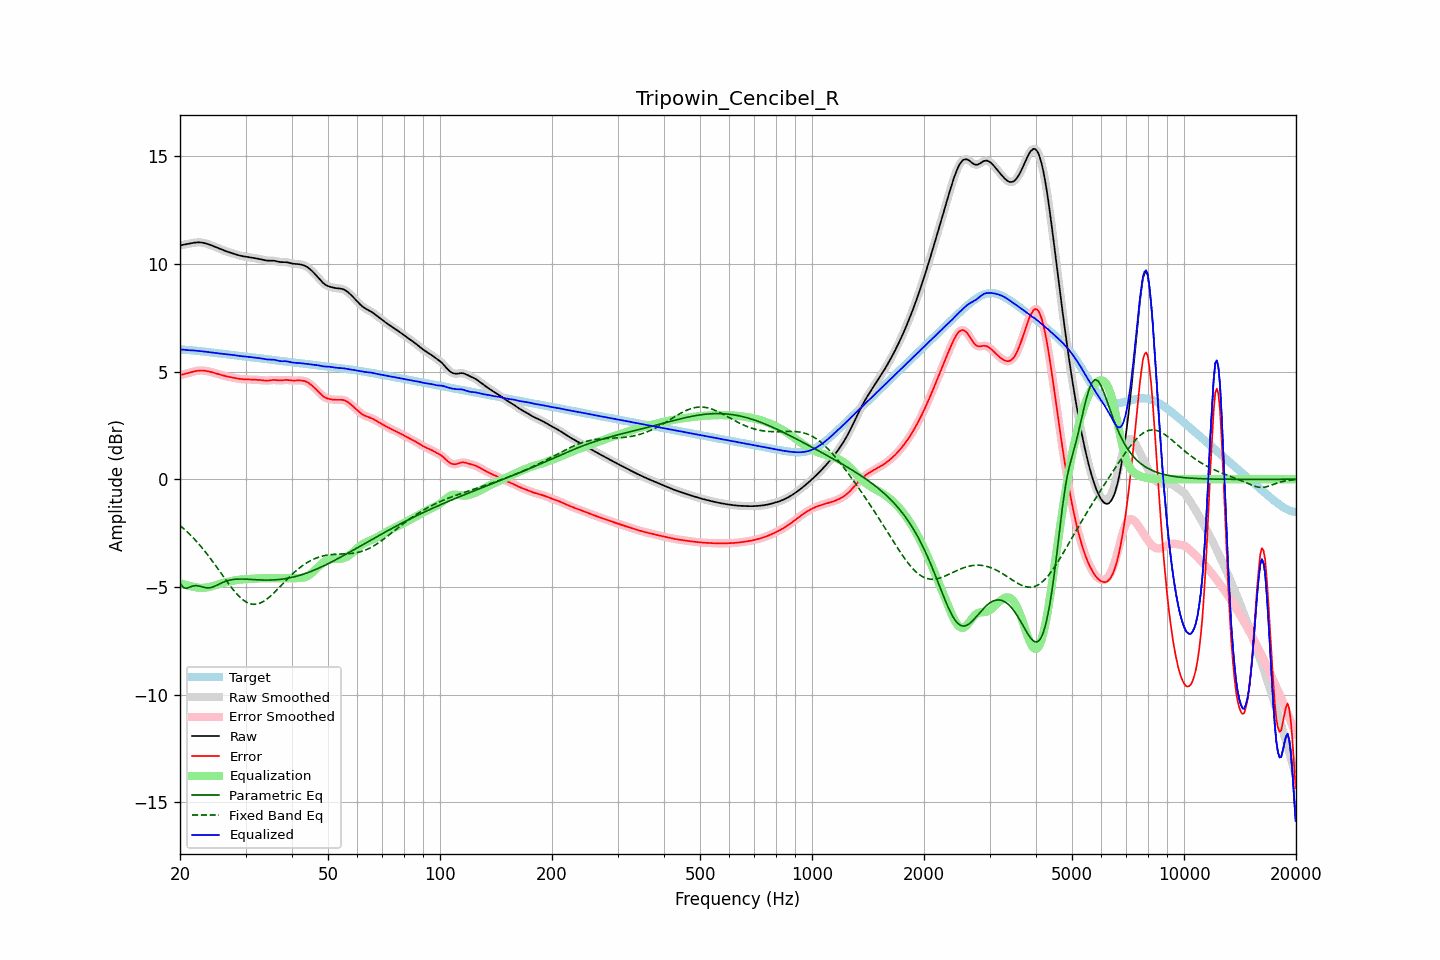 Tripowin_Cencibel_R
Amplitude (dBr)
15
10
5
0
−5
−10
−15
Target
Raw Smoothed
Error Smoothed
Raw
Error
Equalization
Parametric Eq
Fixed Band Eq
Equalized
20 50 100 200 500 1000 2000 5000 10000 20000
Frequency (Hz)